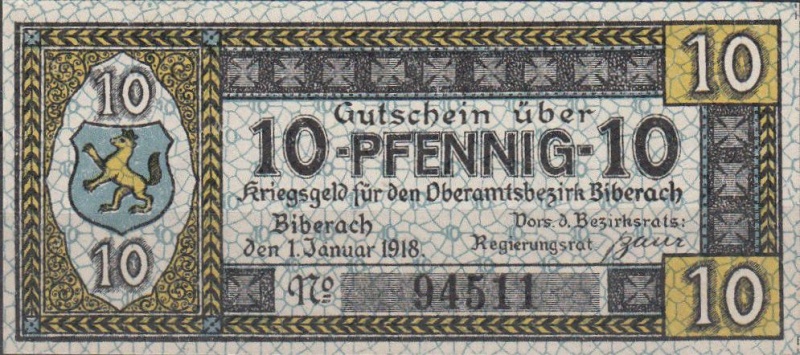 10
10
10
Gutschein über
10-PFENNIG-10
Kriegsgeld für den Oberamtsbezirk Biberach
Biberach
den 1. Januar 1918.
Vors. d. Bezirksrats:
Regierungsrat
No 94511
10